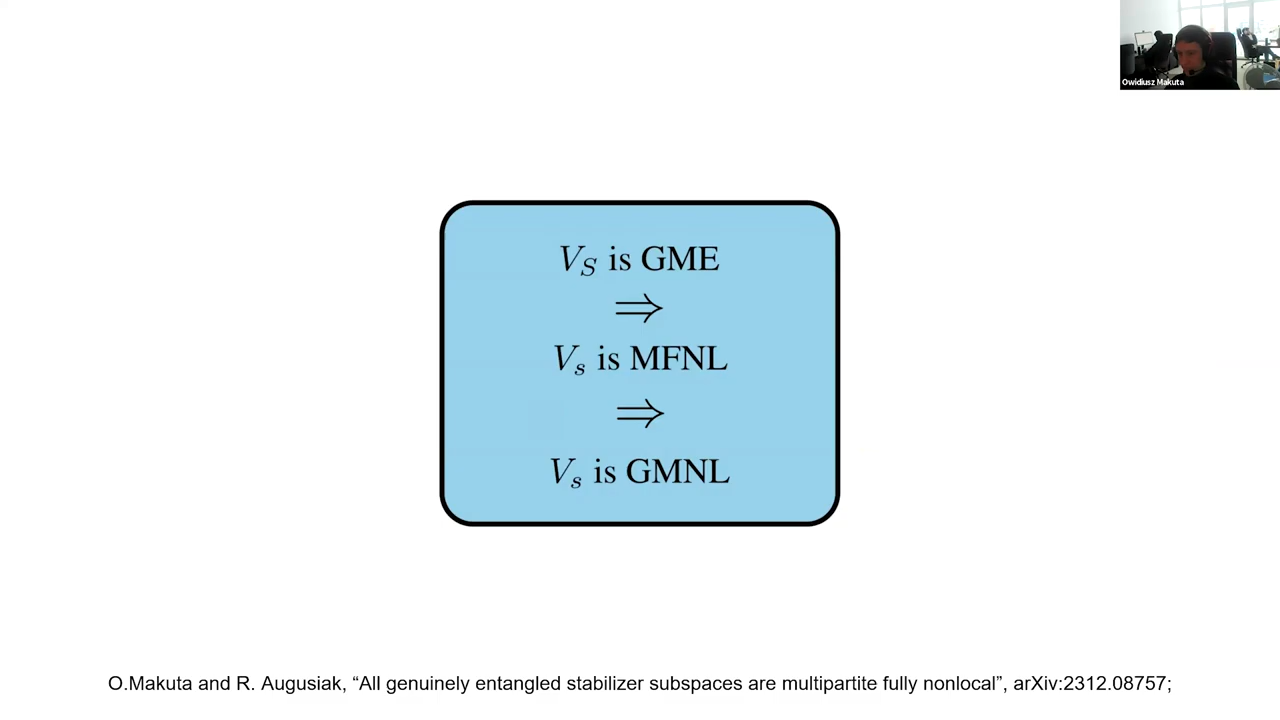 Owidiusz Makuta
V_S is GME
⇒
V_s is MFNL
⇒
V_s is GMNL
O.Makuta and R. Augusiak, “All genuinely entangled stabilizer subspaces are multipartite fully nonlocal”, arXiv:2312.08757;